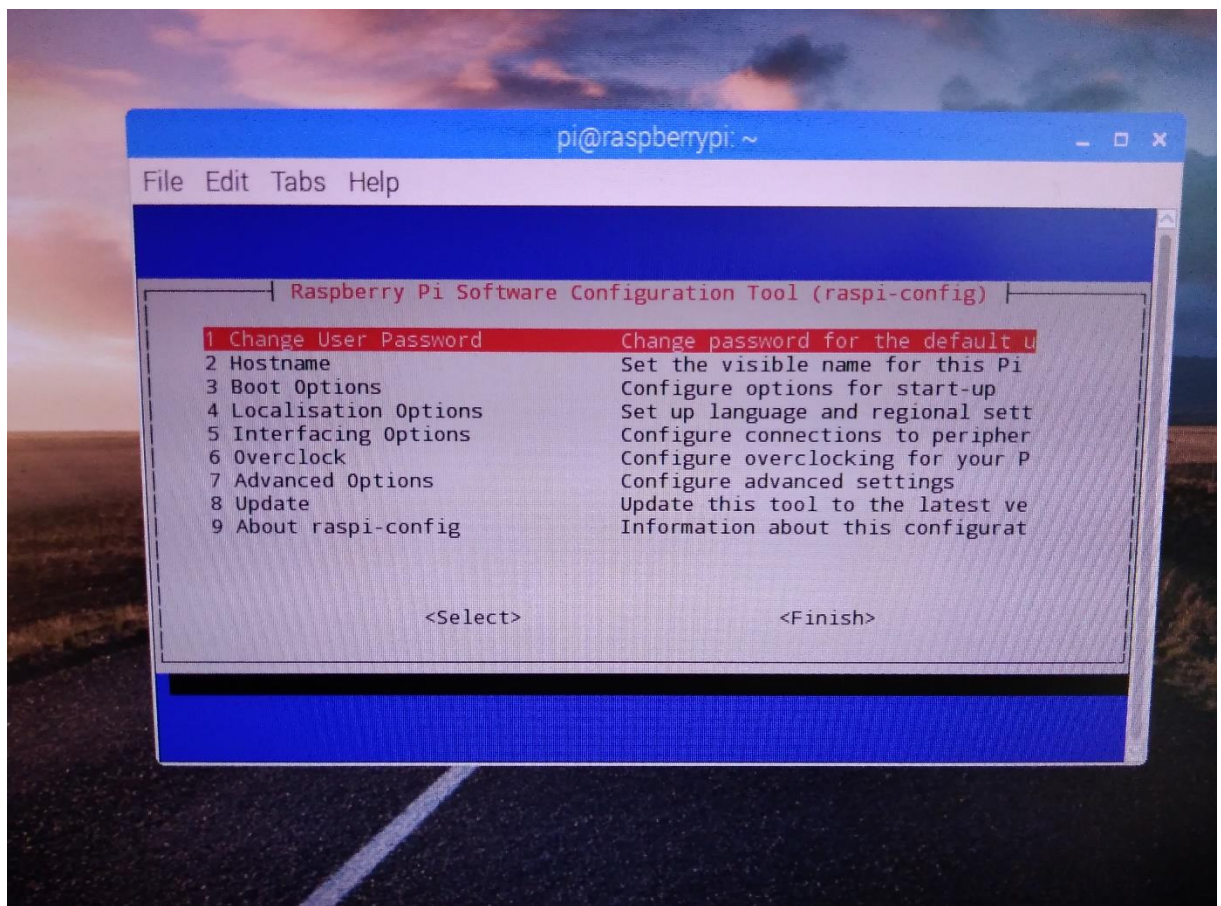 pi@raspberrypi: ~
File Edit Tabs Help
Raspberry Pi Software Configuration Tool (raspi-config)
1 Change User Password Change password for the default u
2 Hostname Set the visible name for this Pi
3 Boot Options Configure options for start-up
4 Localisation Options Set up language and regional sett
5 Interfacing Options Configure connections to peripher
6 Overclock Configure overclocking for your P
7 Advanced Options Configure advanced settings
8 Update Update this tool to the latest ve
9 About raspi-config Information about this configurat
<Select> <Finish>